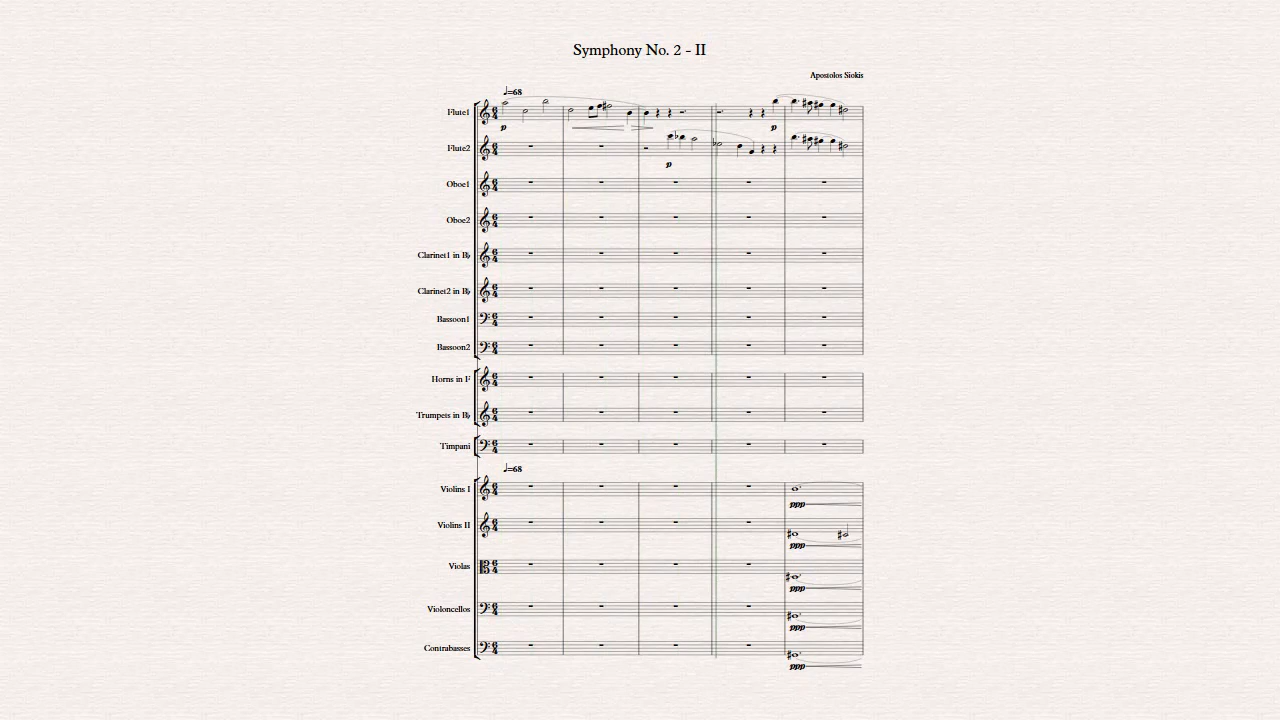 Symphony No. 2 - II
Apostolos Siokis
♩=68
Flute1
p
p
Flute2
p
Oboe1
Oboe2
Clarinet1 in B♭
Clarinet2 in B♭
Bassoon1
Bassoon2
Horns in F
Trumpets in B♭
Timpani
♩=68
Violins I
ppp
Violins II
ppp
Violas
ppp
Violoncellos
ppp
Contrabasses
ppp